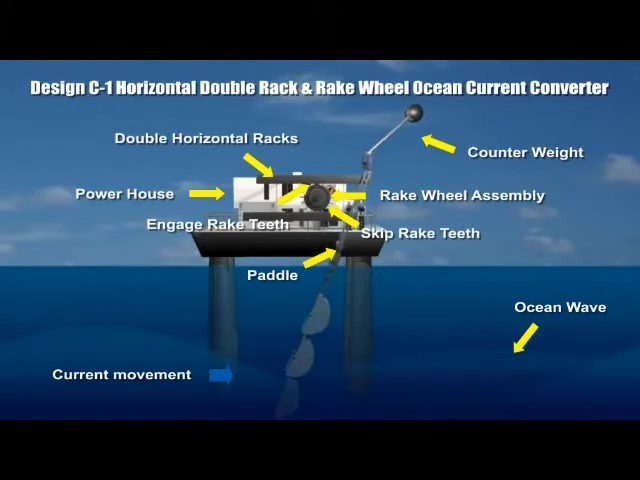 Design C-1 Horizontal Double Rack & Rake Wheel Ocean Current Converter
Double Horizontal Racks
Counter Weight
Power House
Rake Wheel Assembly
Engage Rake Teeth
Skip Rake Teeth
Paddle
Ocean Wave
Current movement